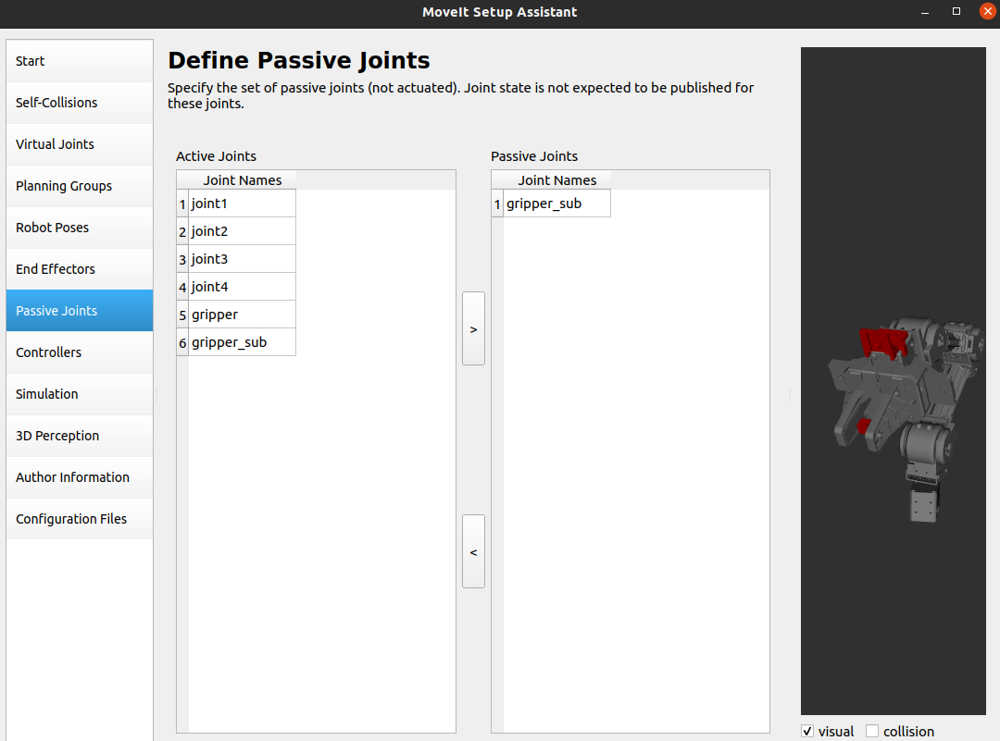 MoveIt Setup Assistant
Start
Self-Collisions
Virtual Joints
Planning Groups
Robot Poses
End Effectors
Passive Joints
Controllers
Simulation
3D Perception
Author Information
Configuration Files
Define Passive Joints
Specify the set of passive joints (not actuated). Joint state is not expected to be published for
these joints.
Active Joints
Joint Names
1 joint1
2 joint2
3 joint3
4 joint4
5 gripper
6 gripper_sub
>
<
Passive Joints
Joint Names
1 gripper_sub
visual
collision